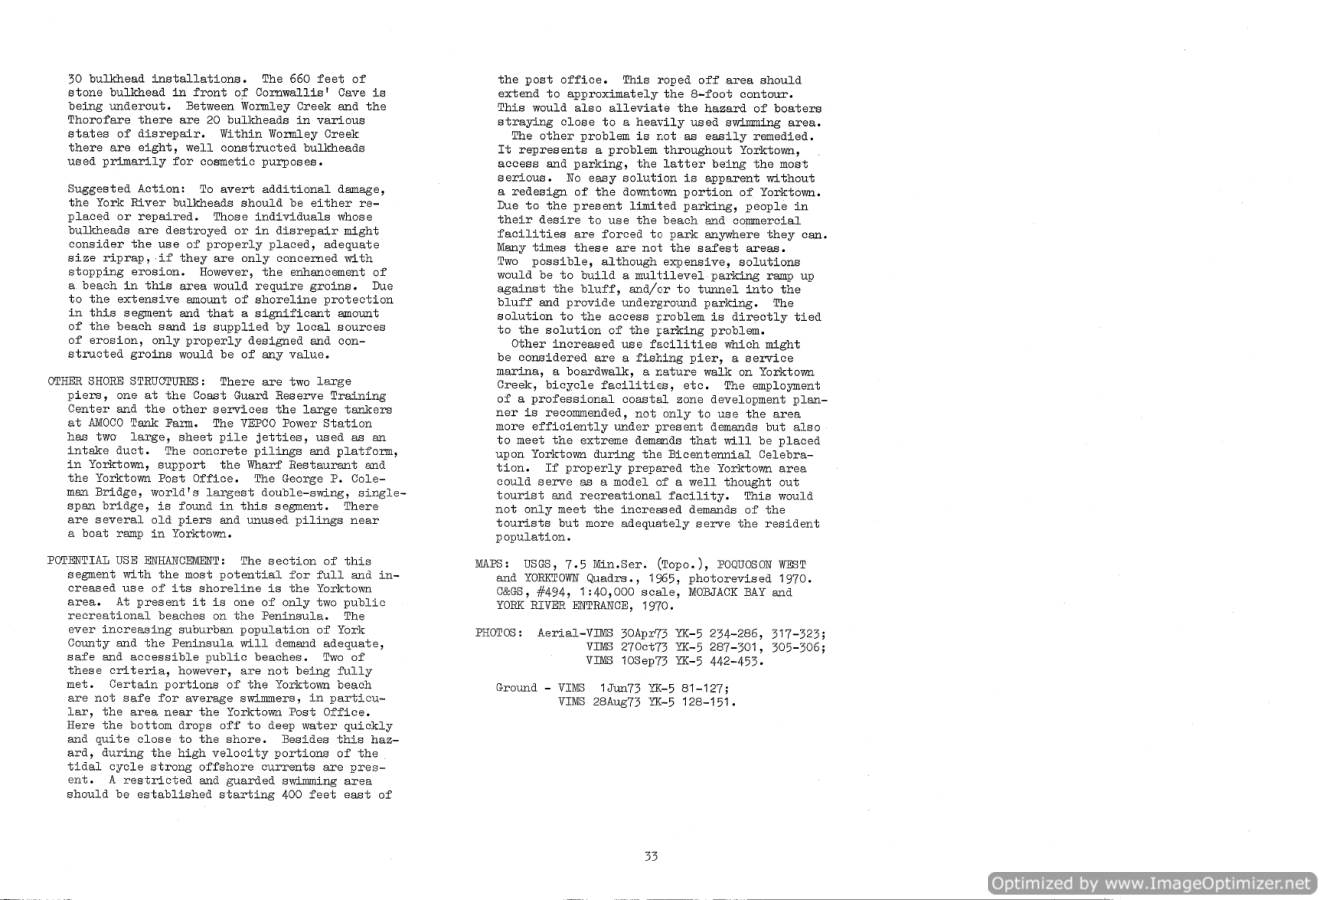 30 bulkhead installations. The 660 feet of
stone bulkhead in front of Cornwallis' Cave is
being undercut. Between Wormley Creek and the
Thorofare there are 20 bulkheads in various
states of disrepair. Within Wormley Creek
there are eight, well constructed bulkheads
used primarily for cosmetic purposes.
Suggested Action: To avert additional damage,
the York River bulkheads should be either re-
placed or repaired. Those individuals whose
bulkheads are destroyed or in disrepair might
consider the use of properly placed, adequate
size riprap, if they are only concerned with
stopping erosion. However, the enhancement of
a beach in this area would require groins. Due
to the extensive amount of shoreline protection
in this segment and that a significant amount
of the beach sand is supplied by local sources
of erosion, only properly designed and con-
structed groins would be of any value.
OTHER SHORE STRUCTURES: There are two large
piers, one at the Coast Guard Reserve Training
Center and the other services the large tankers
at AMOCO Tank Farm. The VEPCO Power Station
has two large, sheet pile jetties, used as an
intake duct. The concrete pilings and platform,
in Yorktown, support the Wharf Restaurant and
the Yorktown Post Office. The George P. Cole-
man Bridge, world's largest double-swing, single-
span bridge, is found in this segment. There
are several old piers and unused pilings near
a boat ramp in Yorktown.
POTENTIAL USE ENHANCEMENT: The section of this
segment with the most potential for full and in-
creased use of its shoreline is the Yorktown
area. At present it is one of only two public
recreational beaches on the Peninsula. The
ever increasing suburban population of York
County and the Peninsula will demand adequate,
safe and accessible public beaches. Two of
these criteria, however, are not being fully
met. Certain portions of the Yorktown beach
are not safe for average swimmers, in particu-
lar, the area near the Yorktown Post Office.
Here the bottom drops off to deep water quickly
and quite close to the shore. Besides this haz-
ard, during the high velocity portions of the
tidal cycle strong offshore currents are pres-
ent. A restricted and guarded swimming area
should be established starting 400 feet east of
the post office. This roped off area should
extend to approximately the 8-foot contour.
This would also alleviate the hazard of boaters
straying close to a heavily used swimming area.
The other problem is not as easily remedied.
It represents a problem throughout Yorktown,
access and parking, the latter being the most
serious. No easy solution is apparent without
a redesign of the downtown portion of Yorktown.
Due to the present limited parking, people in
their desire to use the beach and commercial
facilities are forced to park anywhere they can.
Many times these are not the safest areas.
Two possible, although expensive, solutions
would be to build a multilevel parking ramp up
against the bluff, and/or to tunnel into the
bluff and provide underground parking. The
solution to the access problem is directly tied
to the solution of the parking problem.
Other increased use facilities which might
be considered are a fishing pier, a service
marina, a boardwalk, a nature walk on Yorktown
Creek, bicycle facilities, etc. The employment
of a professional coastal zone development plan-
ner is recommended, not only to use the area
more efficiently under present demands but also
to meet the extreme demands that will be placed
upon Yorktown during the Bicentennial Celebra-
tion. If properly prepared the Yorktown area
could serve as a model of a well thought out
tourist and recreational facility. This would
not only meet the increased demands of the
tourists but more adequately serve the resident
population.
MAPS: USGS, 7.5 Min.Ser. (Topo.), POQUOSON WEST
and YORKTOWN Quadrs., 1965, photorevised 1970.
C&GS, #494, 1:40,000 scale, MOBJACK BAY and
YORK RIVER ENTRANCE, 1970.
PHOTOS: Aerial-VIMS 30Apr73 YK-5 234-286, 317-323;
VIMS 27Oct73 YK-5 287-301, 305-306;
VIMS 10Sep73 YK-5 442-453.
Ground - VIMS 1Jun73 YK-5 81-127;
VIMS 28Aug73 YK-5 128-151.
33
Optimized by www.ImageOptimizer.net